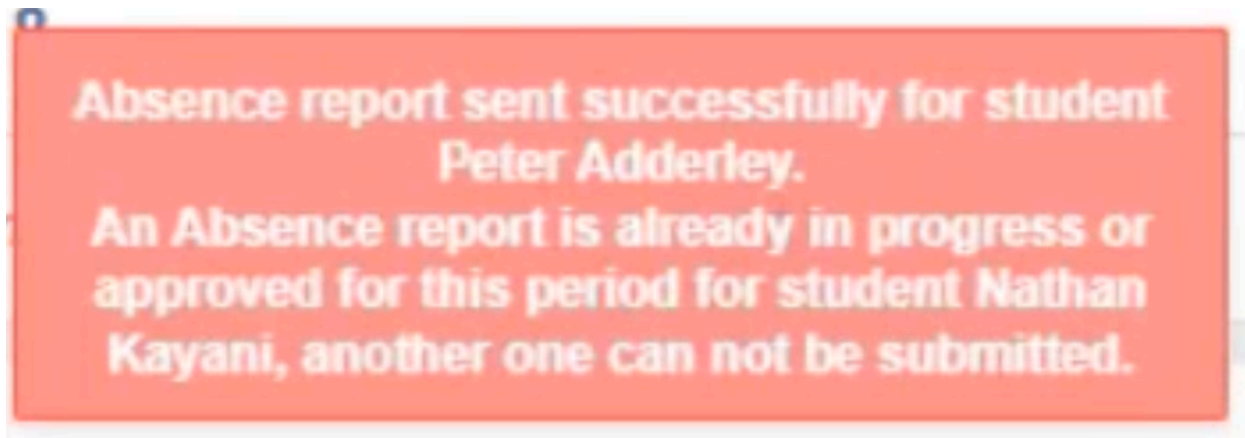 Absence report sent successfully for student
Peter Adderley.
An Absence report is already in progress or
approved for this period for student Nathan
Kayani, another one can not be submitted.